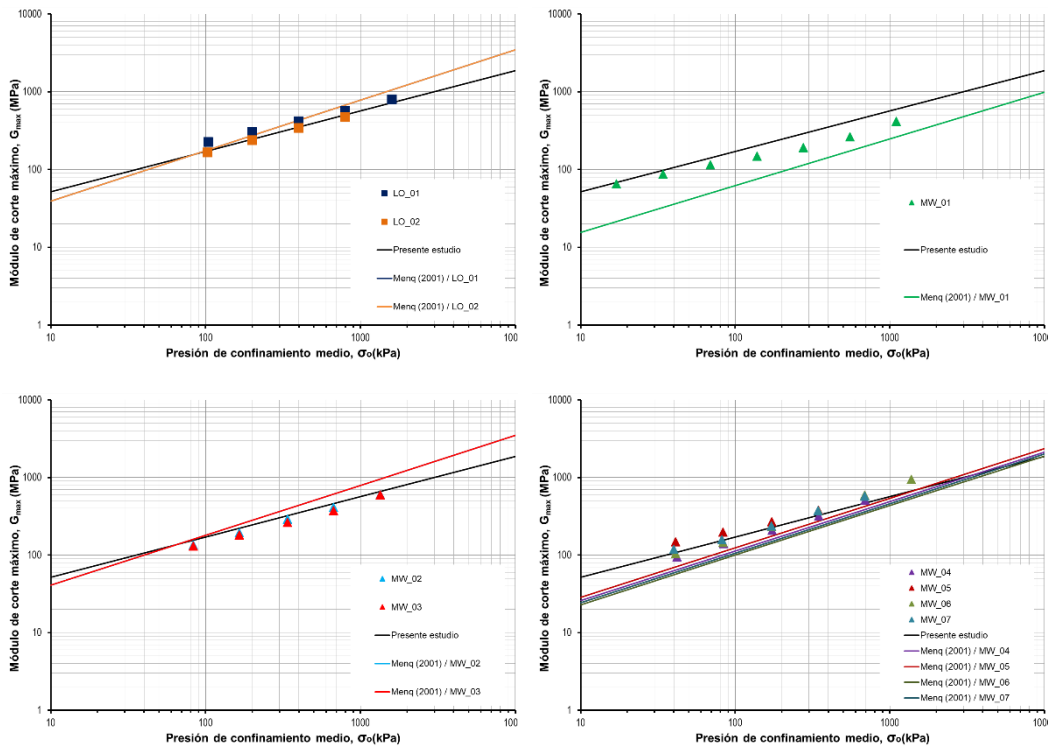 10000
1000
100
10
1
Módulo de corte máximo, Gmax (MPa)
LO_01
LO_02
Presente estudio
Menq (2001) / LO_01
Menq (2001) / LO_02
10 100 1000 1000
Presión de confinamiento medio, σo(kPa)
10000
1000
100
10
1
Módulo de corte máximo, Gmax (MPa)
MW_01
Presente estudio
Menq (2001) / MW_01
10 100 1000 1000
Presión de confinamiento medio, σo(kPa)
10000
1000
100
10
1
Módulo de corte máximo, Gmax (MPa)
MW_02
MW_03
Presente estudio
Menq (2001) / MW_02
Menq (2001) / MW_03
10 100 1000 1000
Presión de confinamiento medio, σo(kPa)
10000
1000
100
10
1
Módulo de corte máximo, Gmax (MPa)
MW_04
MW_05
MW_06
MW_07
Presente estudio
Menq (2001) / MW_04
Menq (2001) / MW_05
Menq (2001) / MW_06
Menq (2001) / MW_07
10 100 1000 1000
Presión de confinamiento medio, σo(kPa)